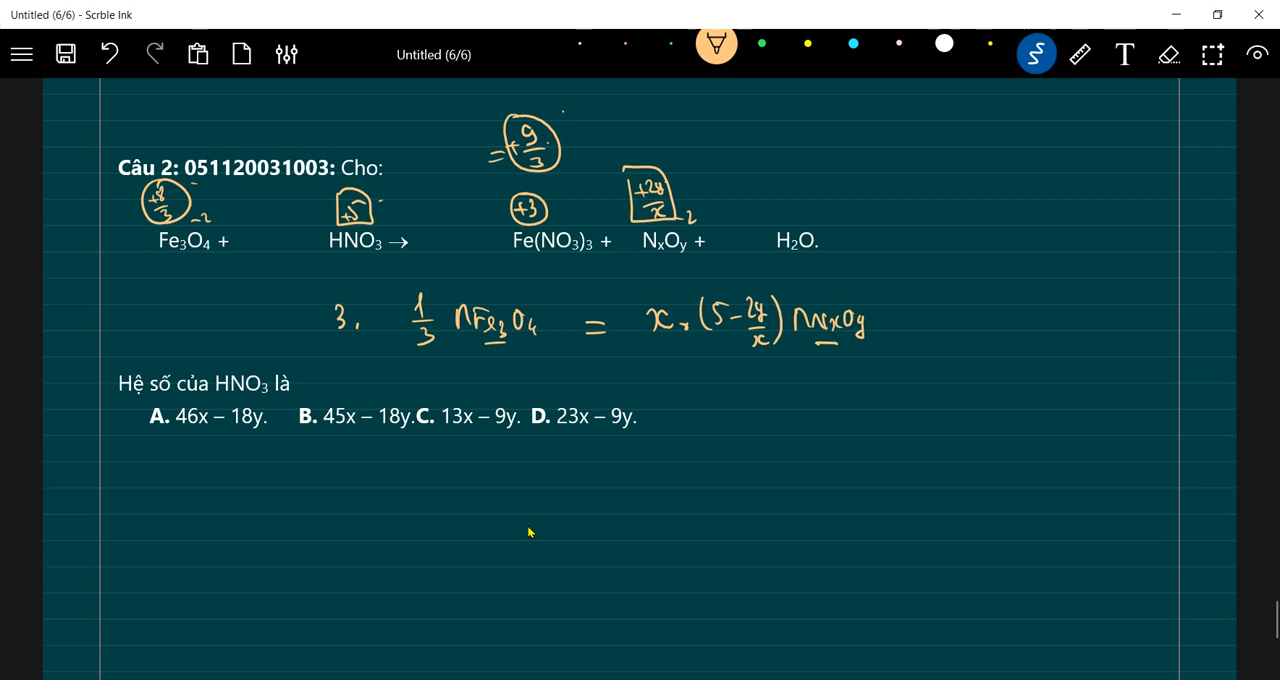 Untitled (6/6) - Scrble Ink
Untitled (6/6)
T
= +9/3
Câu 2: 051120031003: Cho:
+8/3 -2 +5 +3 +2y/x -2
Fe₃O₄ + HNO₃ → Fe(NO₃)₃ + NₓOᵧ + H₂O.
3. 1/3 nFe₃O₄ = x . (5 - 2y/x) nNₓOy
Hệ số của HNO₃ là
A. 46x – 18y. B. 45x – 18y.C. 13x – 9y. D. 23x – 9y.